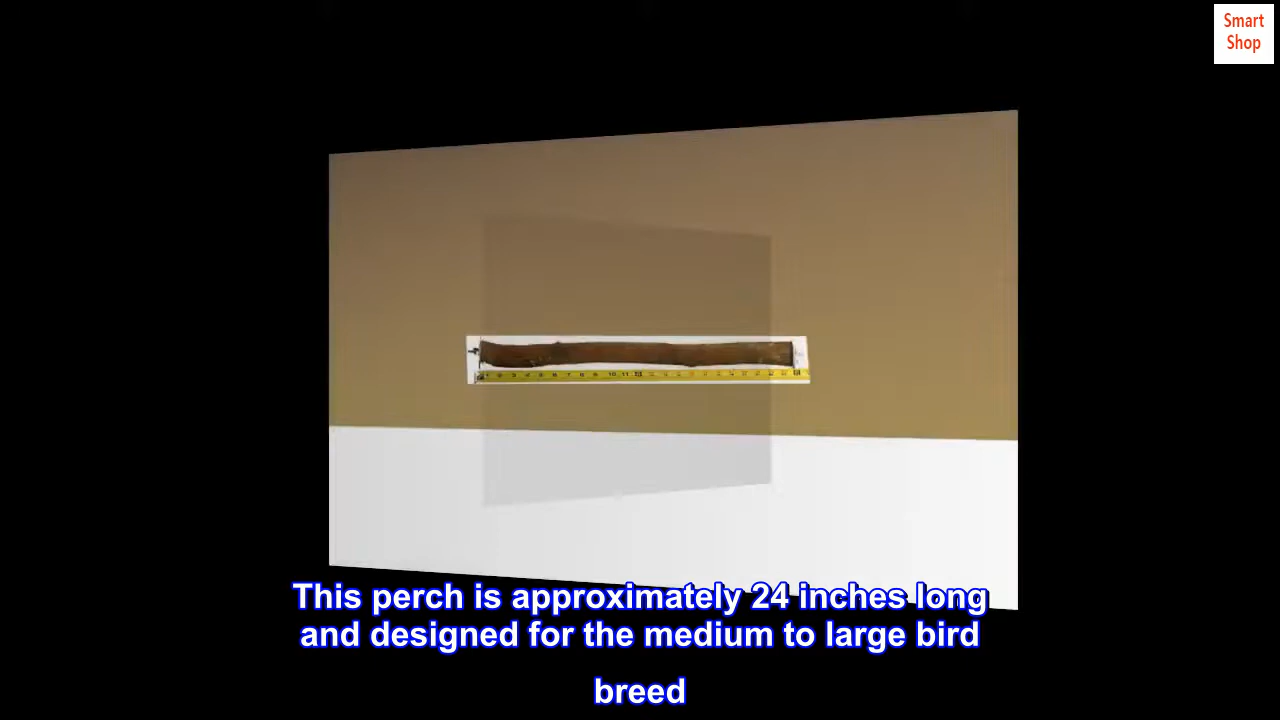 Smart
Shop
This perch is approximately 24 inches long
and designed for the medium to large bird
breed